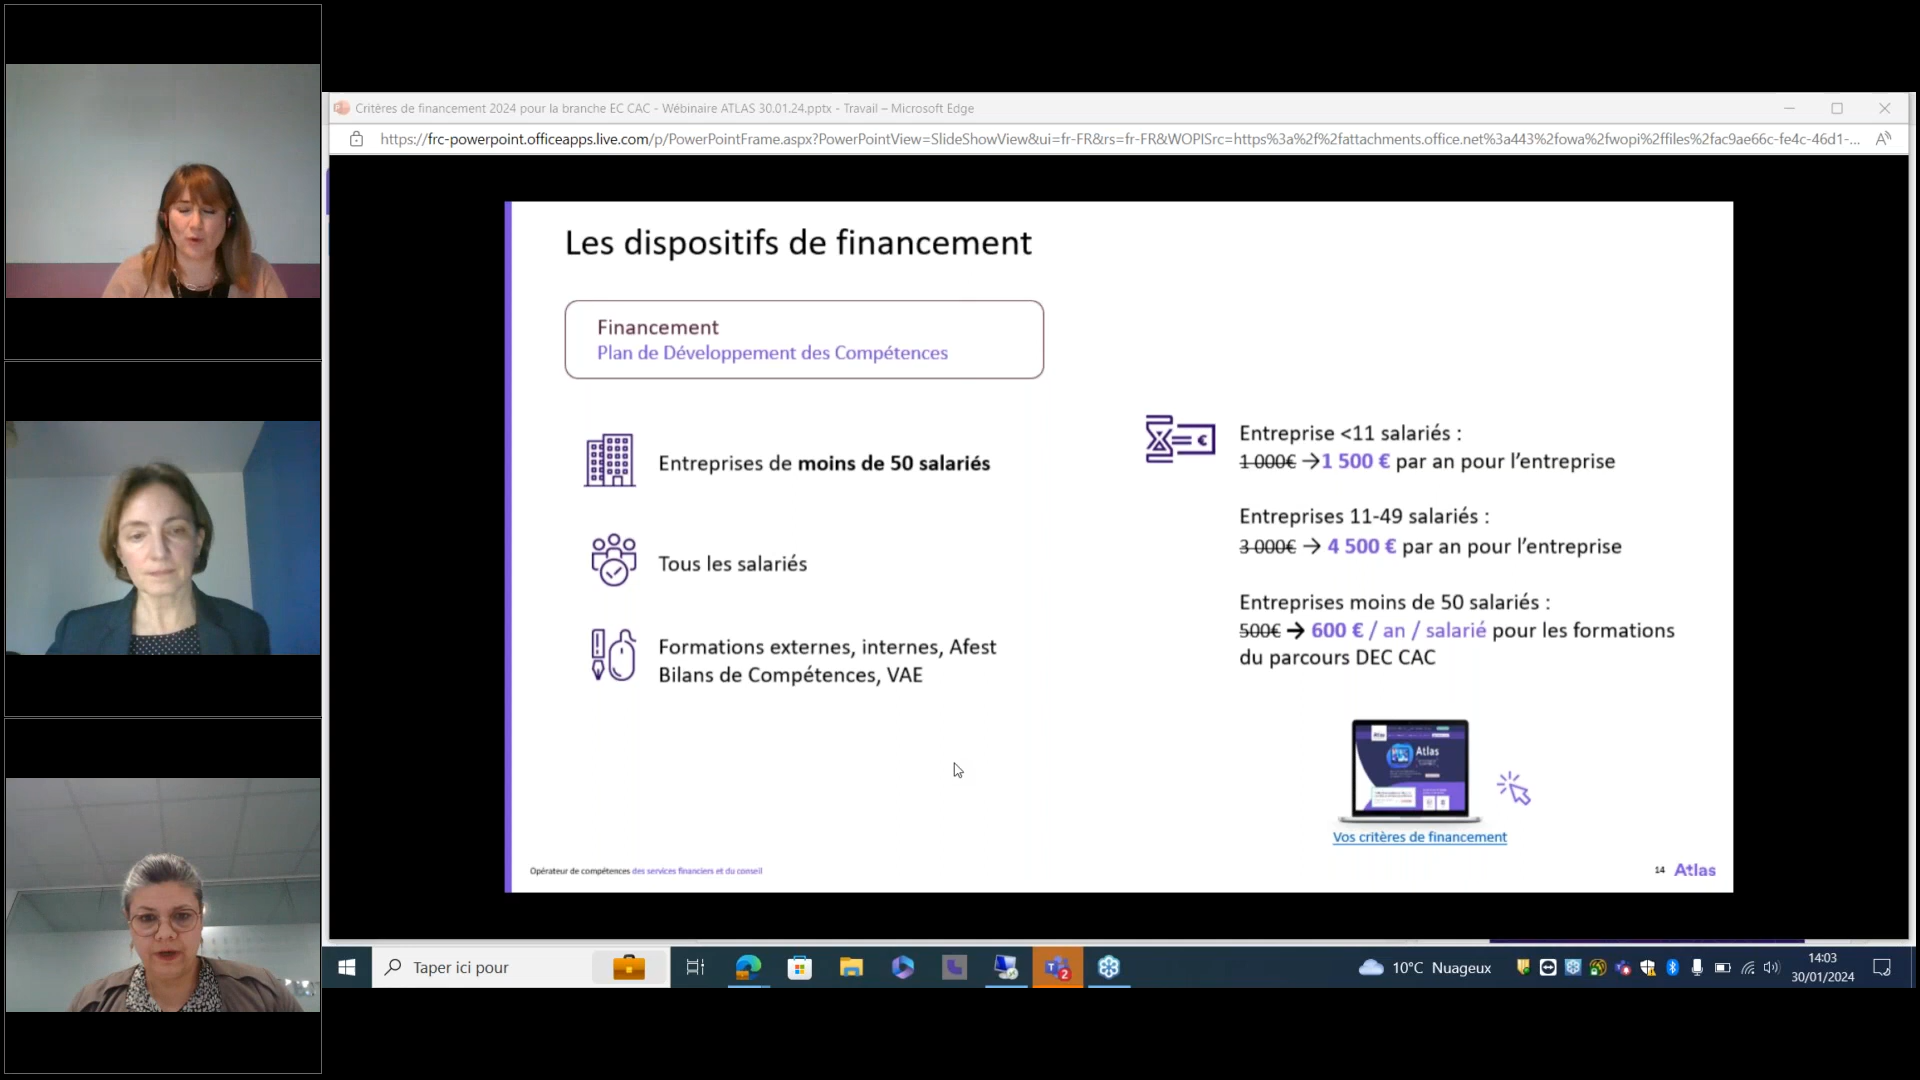 Critères de financement 2024 pour la branche EC CAC - Wébinaire ATLAS 30.01.24.pptx - Travail – Microsoft Edge
https://frc-powerpoint.officeapps.live.com/p/PowerPointFrame.aspx?PowerPointView=SlideShowView&ui=fr-FR&rs=fr-FR&WOPISrc=https%3a%2f%2fattachments.office.net%3a443%2fowa%2fwopi%2ffiles%2fac9ae66c-fe4c-46d1-...
Les dispositifs de financement
Financement
Plan de Développement des Compétences
Entreprises de moins de 50 salariés
Tous les salariés
Formations externes, internes, Afest
Bilans de Compétences, VAE
€
Entreprise <11 salariés :
1 000€ →1 500 € par an pour l’entreprise
Entreprises 11-49 salariés :
3 000€ → 4 500 € par an pour l’entreprise
Entreprises moins de 50 salariés :
500€ → 600 € / an / salarié pour les formations
du parcours DEC CAC
Atlas
Vos critères de financement
Opérateur de compétences des services financiers et du conseil
14 Atlas
Taper ici pour
2
10°C Nuageux
14:03
30/01/2024